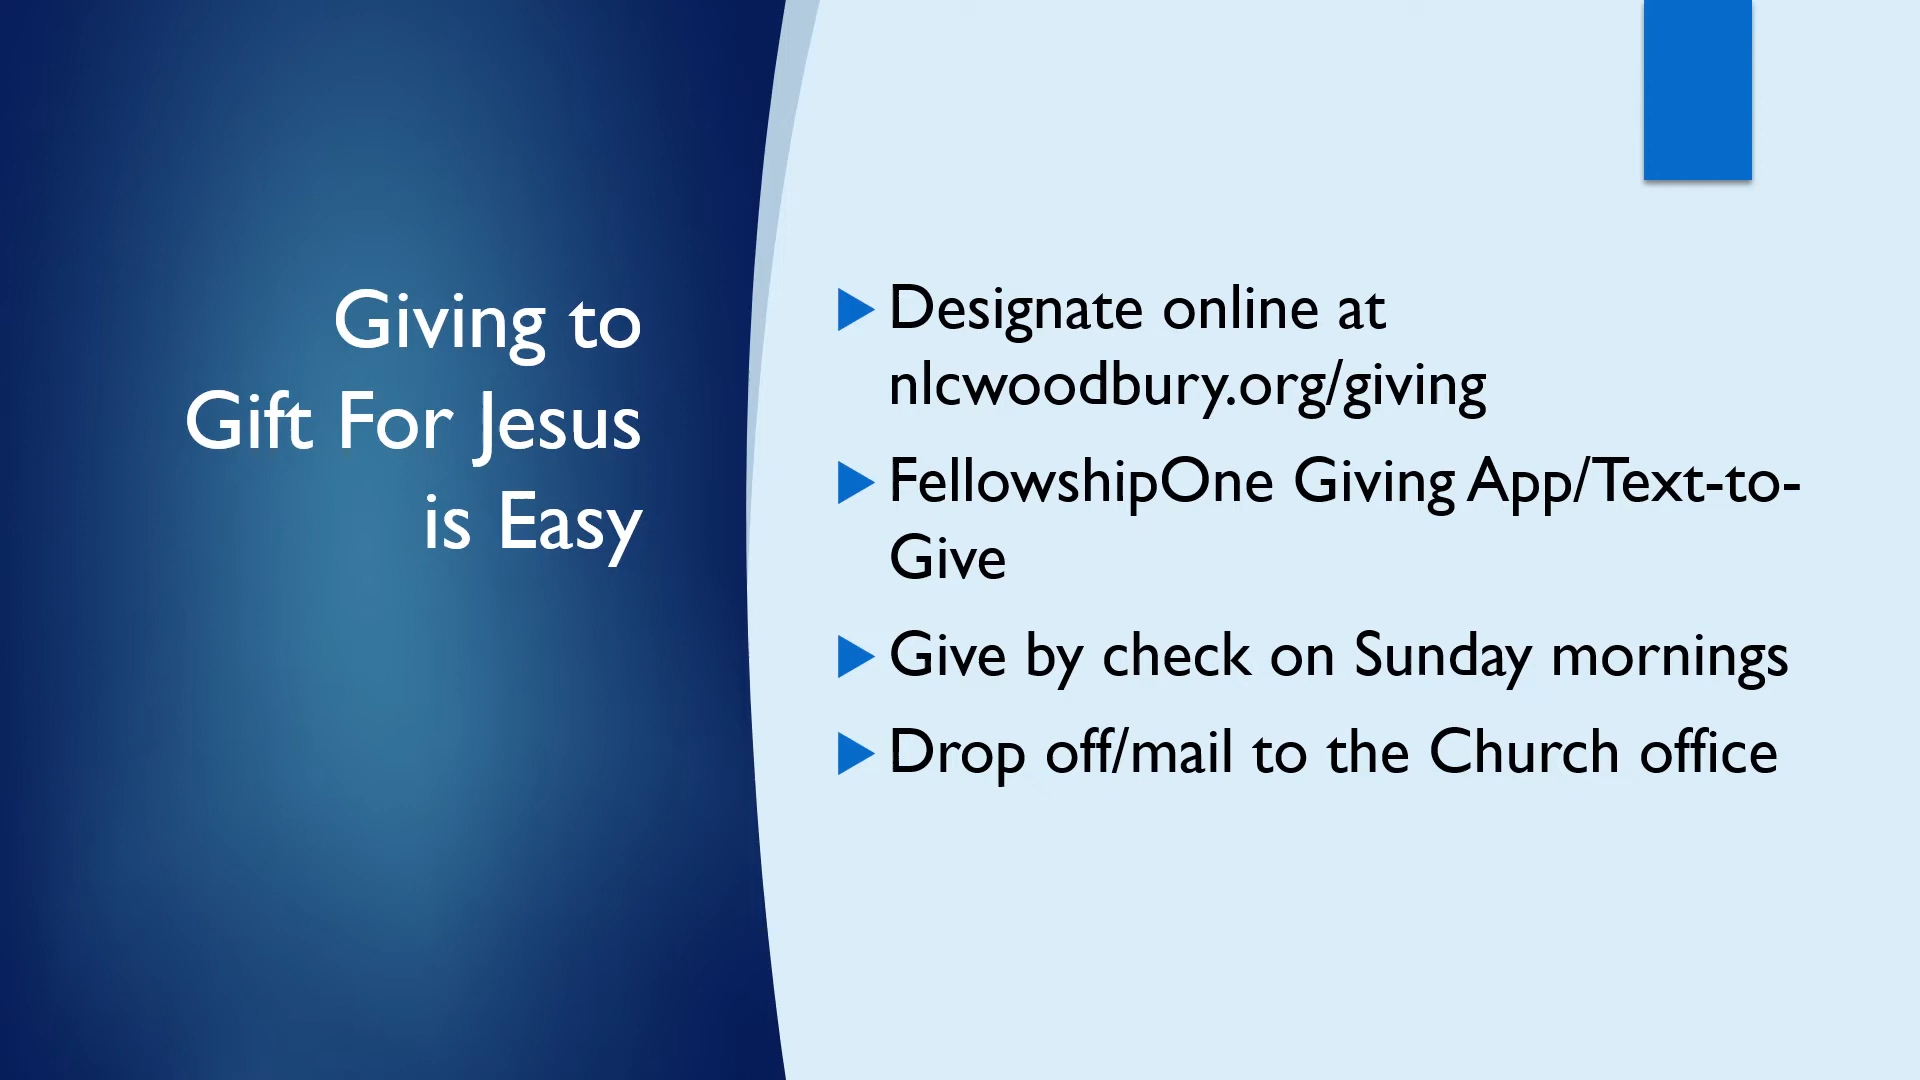 Giving to
Gift For Jesus
is Easy
Designate online at
nlcwoodbury.org/giving
FellowshipOne Giving App/Text-to-
Give
Give by check on Sunday mornings
Drop off/mail to the Church office